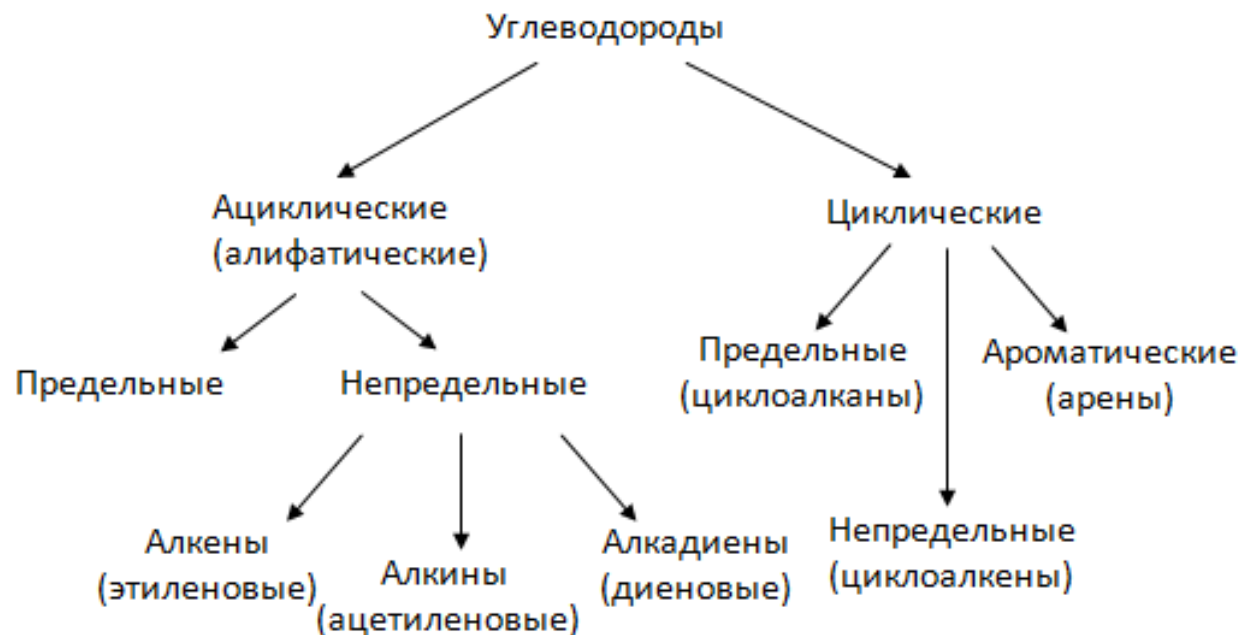 Углеводороды
Ациклические
(алифатические)
Циклические
Предельные
Непредельные
Предельные
(циклоалканы)
Ароматические
(арены)
Алкены
(этиленовые)
Алкины
(ацетиленовые)
Алкадиены
(диеновые)
Непредельные
(циклоалкены)